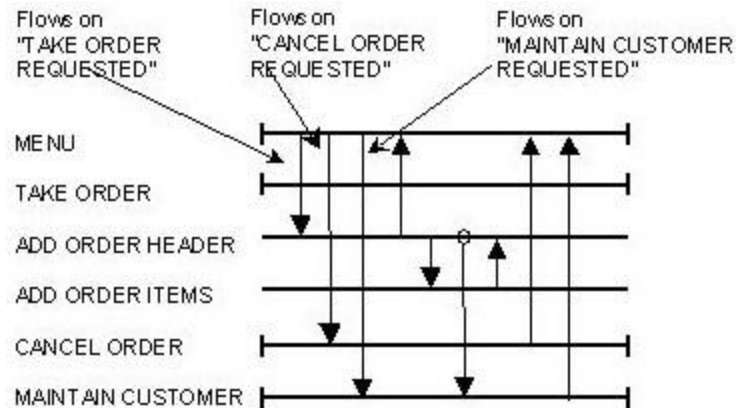 Flows on
"TAKE ORDER
REQUESTED"
Flows on
"CANCEL ORDER
REQUESTED"
Flows on
"MAINTAIN CUSTOMER
REQUESTED"
MENU
TAKE ORDER
ADD ORDER HEADER
ADD ORDER ITEMS
CANCEL ORDER
MAINTAIN CUSTOMER